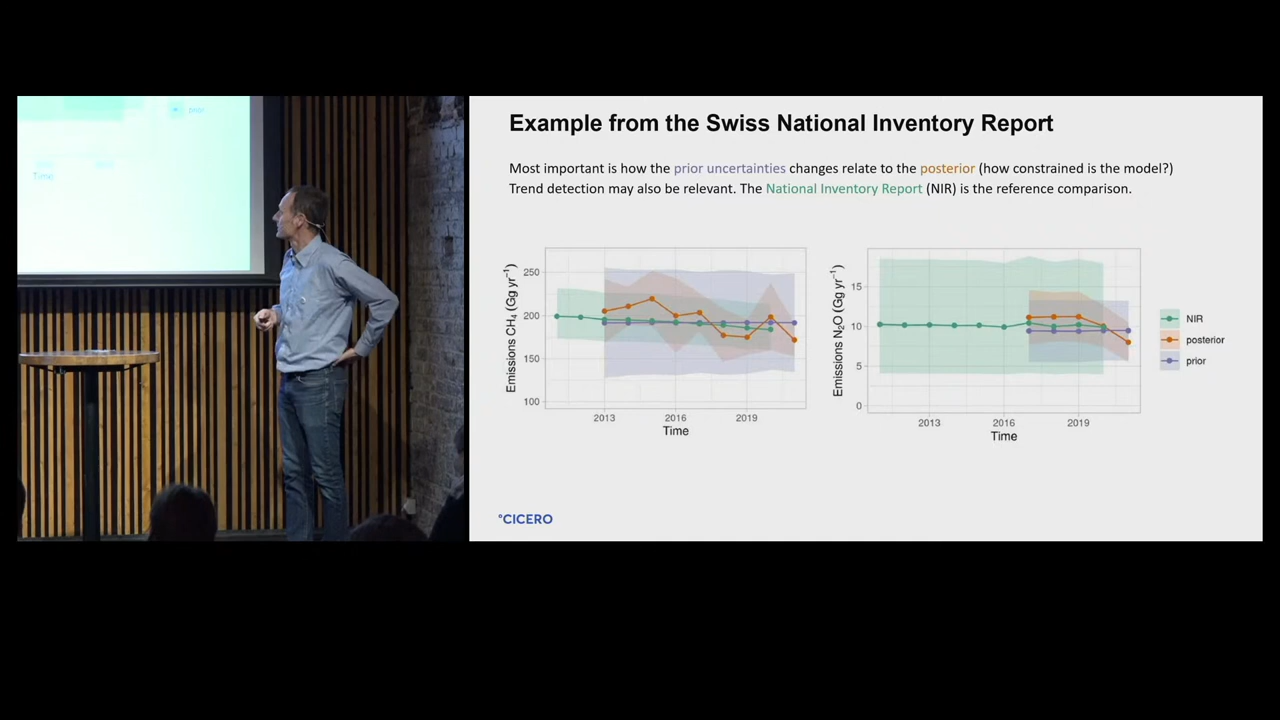 prior
Time
Example from the Swiss National Inventory Report
Most important is how the prior uncertainties changes relate to the posterior (how constrained is the model?)
Trend detection may also be relevant. The National Inventory Report (NIR) is the reference comparison.
Emissions CH₄ (Gg yr⁻¹)
250
200
150
100
2013
2016
2019
Time
Emissions N₂O (Gg yr⁻¹)
15
10
5
0
2013
2016
2019
Time
NIR
posterior
prior
°CICERO